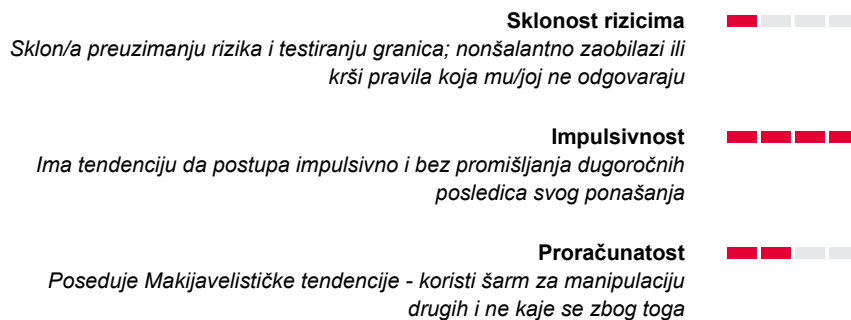 Sklonost rizicima
Sklon/a preuzimanju rizika i testiranju granica; nonšalantno zaobilazi ili
krši pravila koja mu/joj ne odgovaraju
Impulsivnost
Ima tendenciju da postupa impulsivno i bez promišljanja dugoročnih
posledica svog ponašanja
Proračunatost
Poseduje Makijavelističke tendencije - koristi šarm za manipulaciju
drugih i ne kaje se zbog toga